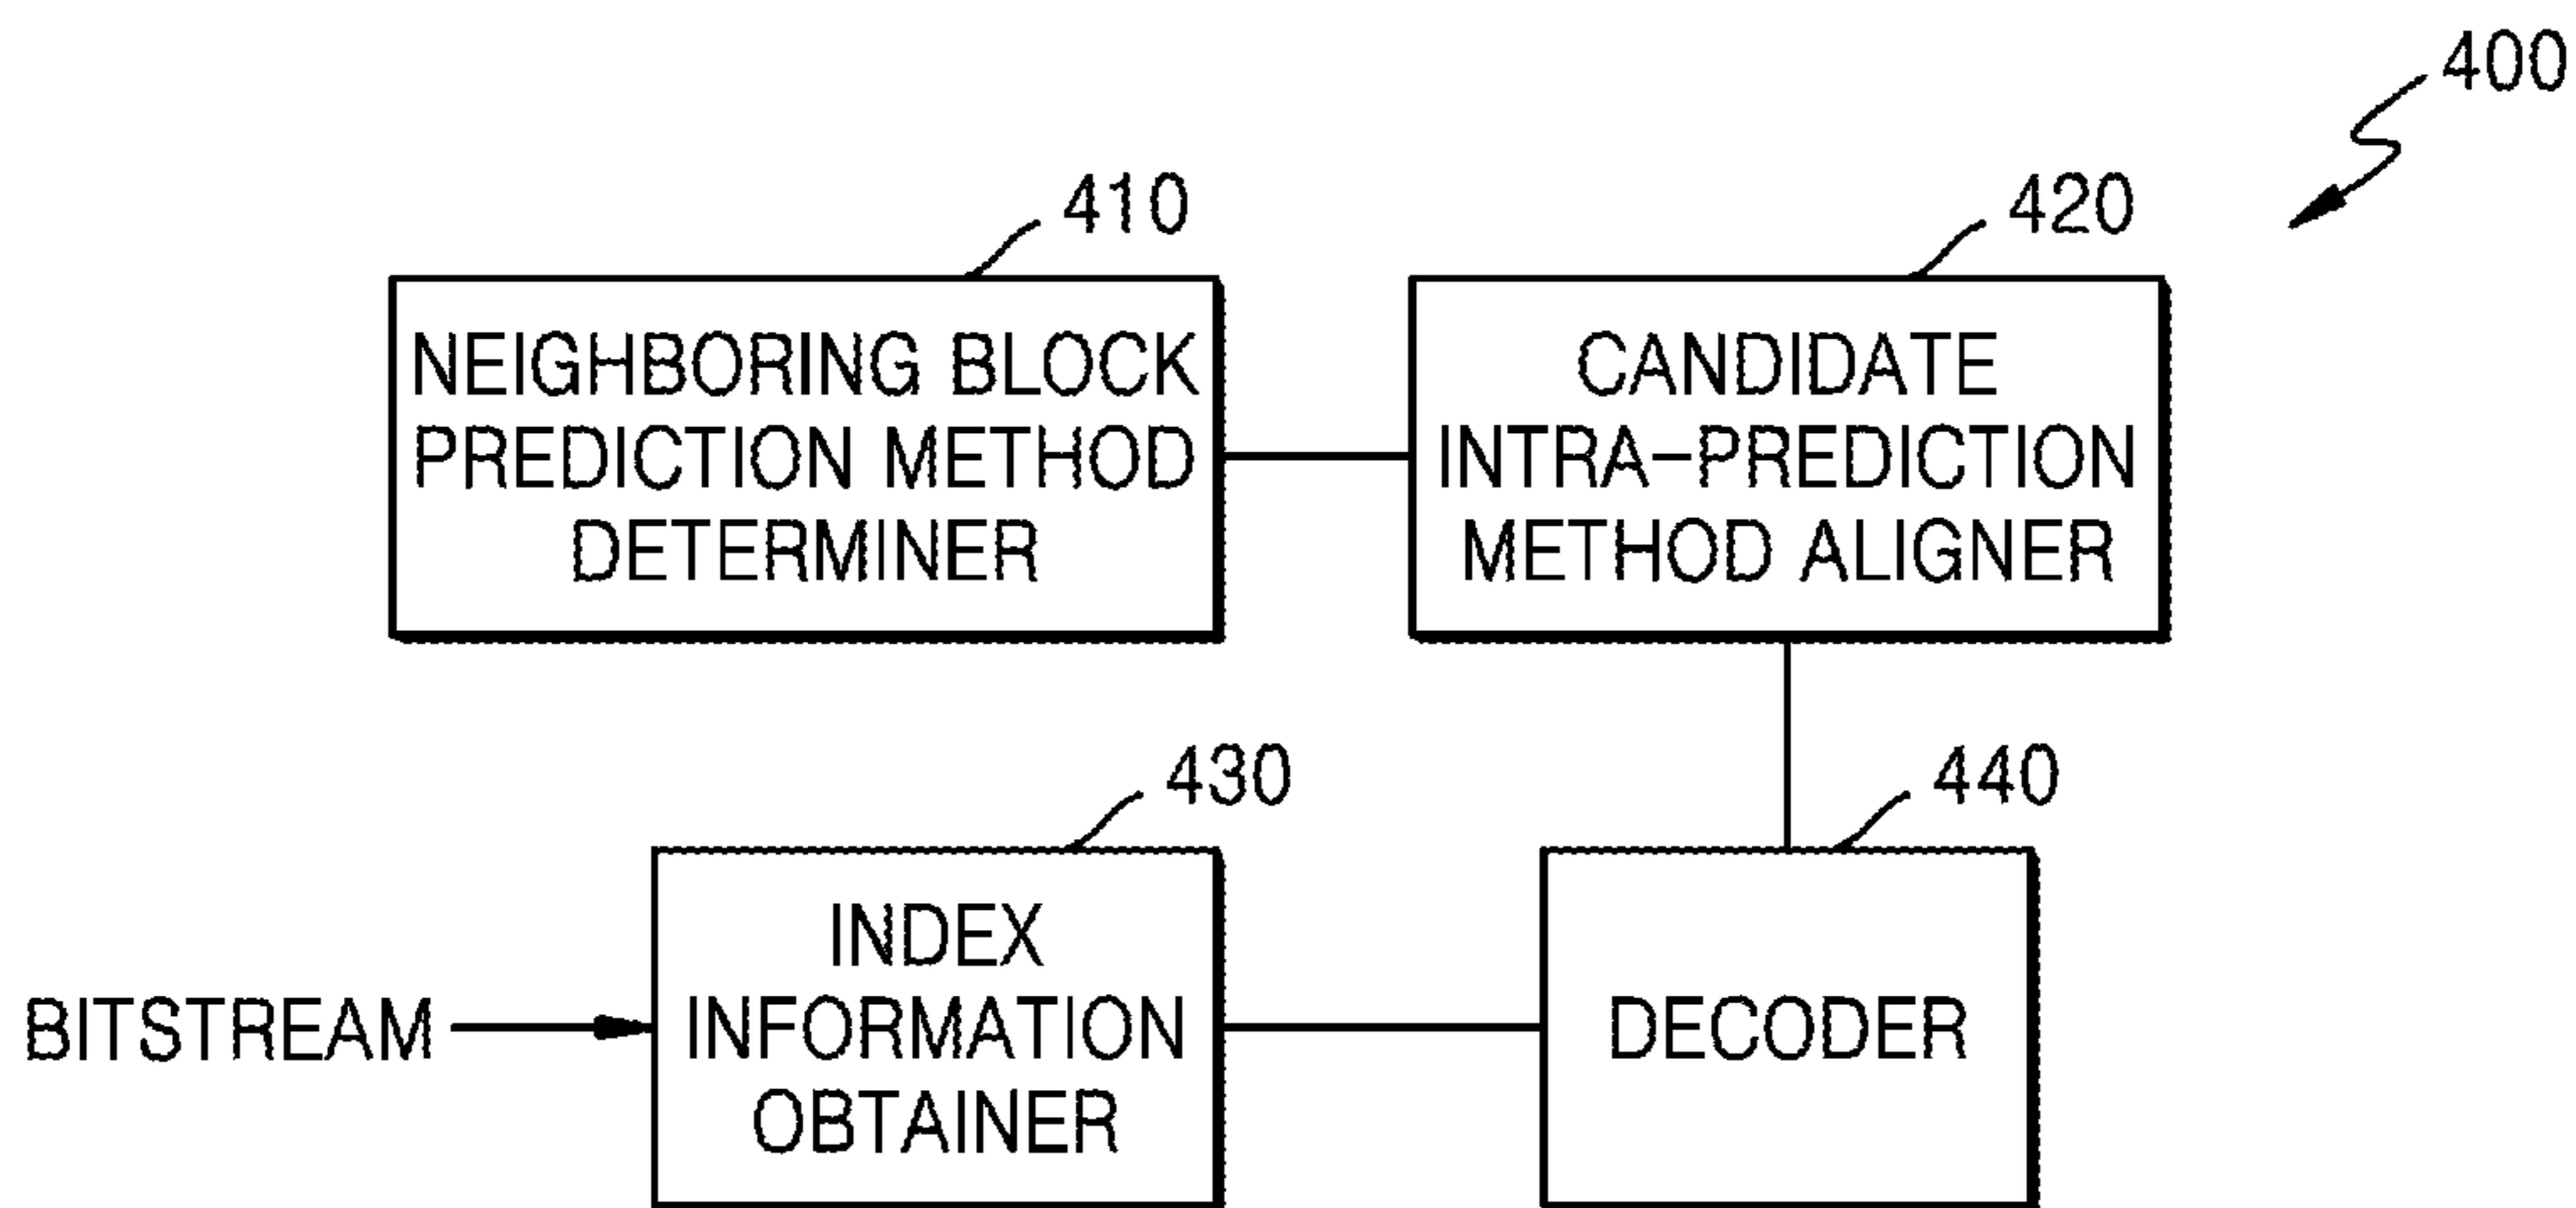 400
410
420
NEIGHBORING BLOCK
PREDICTION METHOD
DETERMINER
CANDIDATE
INTRA-PREDICTION
METHOD ALIGNER
430
440
BITSTREAM
INDEX
INFORMATION
OBTAINER
DECODER